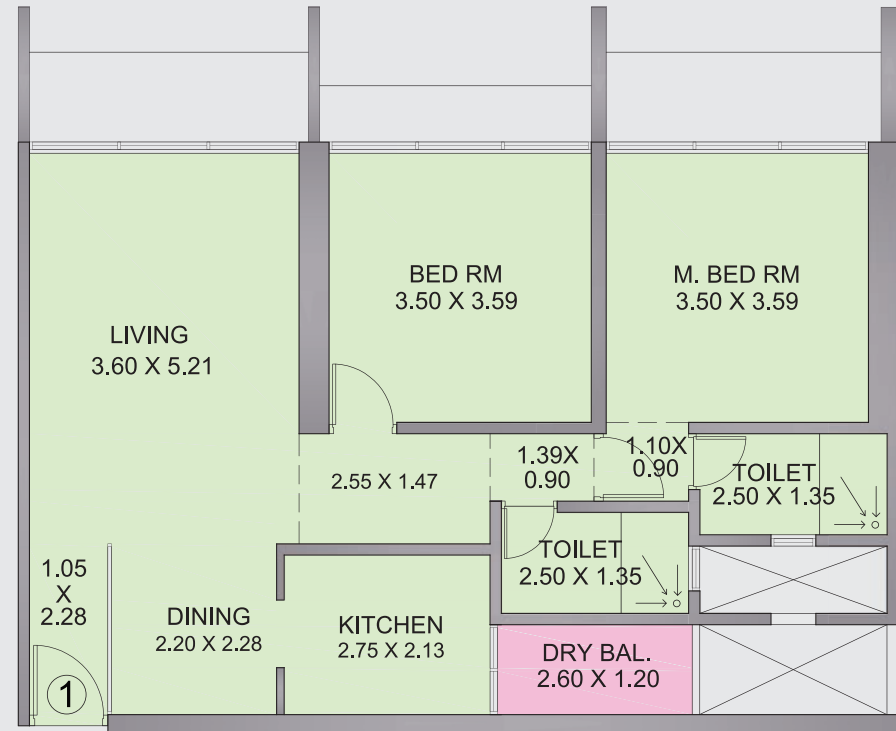 BED RM
3.50 X 3.59
M. BED RM
3.50 X 3.59
LIVING
3.60 X 5.21
2.55 X 1.47
1.39X
0.90
1.10X
0.90
TOILET
2.50 X 1.35
TOILET
2.50 X 1.35
1.05
X
2.28
DINING
2.20 X 2.28
KITCHEN
2.75 X 2.13
DRY BAL.
2.60 X 1.20
1